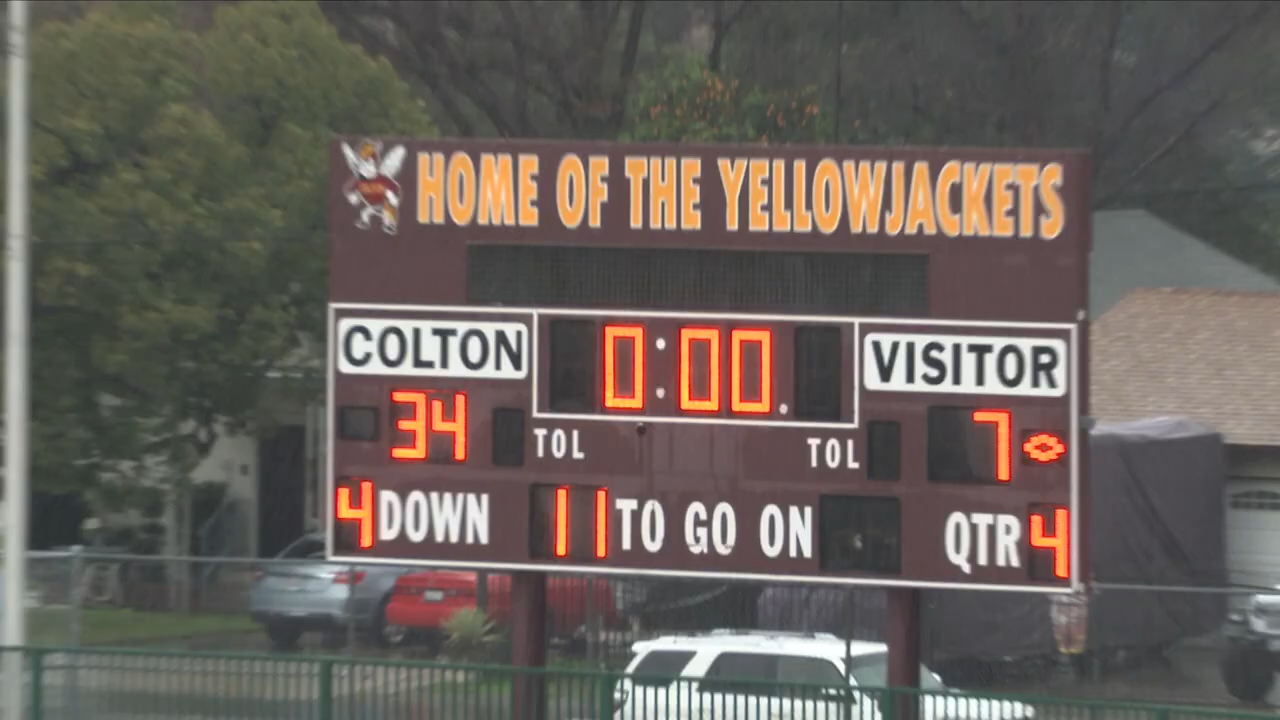 HOME OF THE YELLOWJACKETS
COLTON 0:00. VISITOR
34 TOL TOL 7
4 DOWN 11 TO GO ON QTR 4